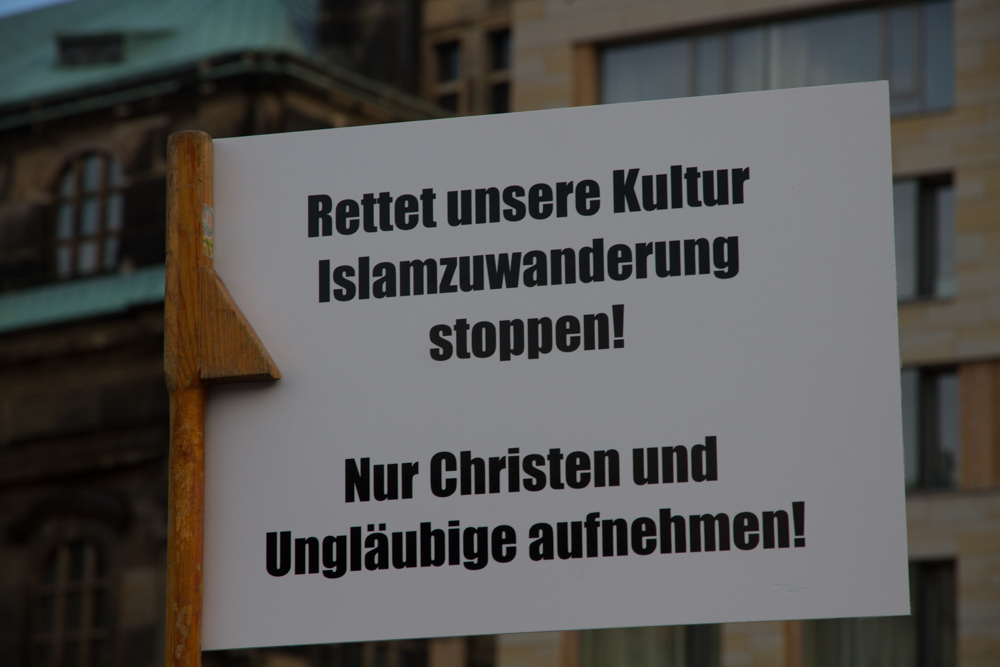 Rettet unsere Kultur
Islamzuwanderung
stoppen!
Nur Christen und
Ungläubige aufnehmen!